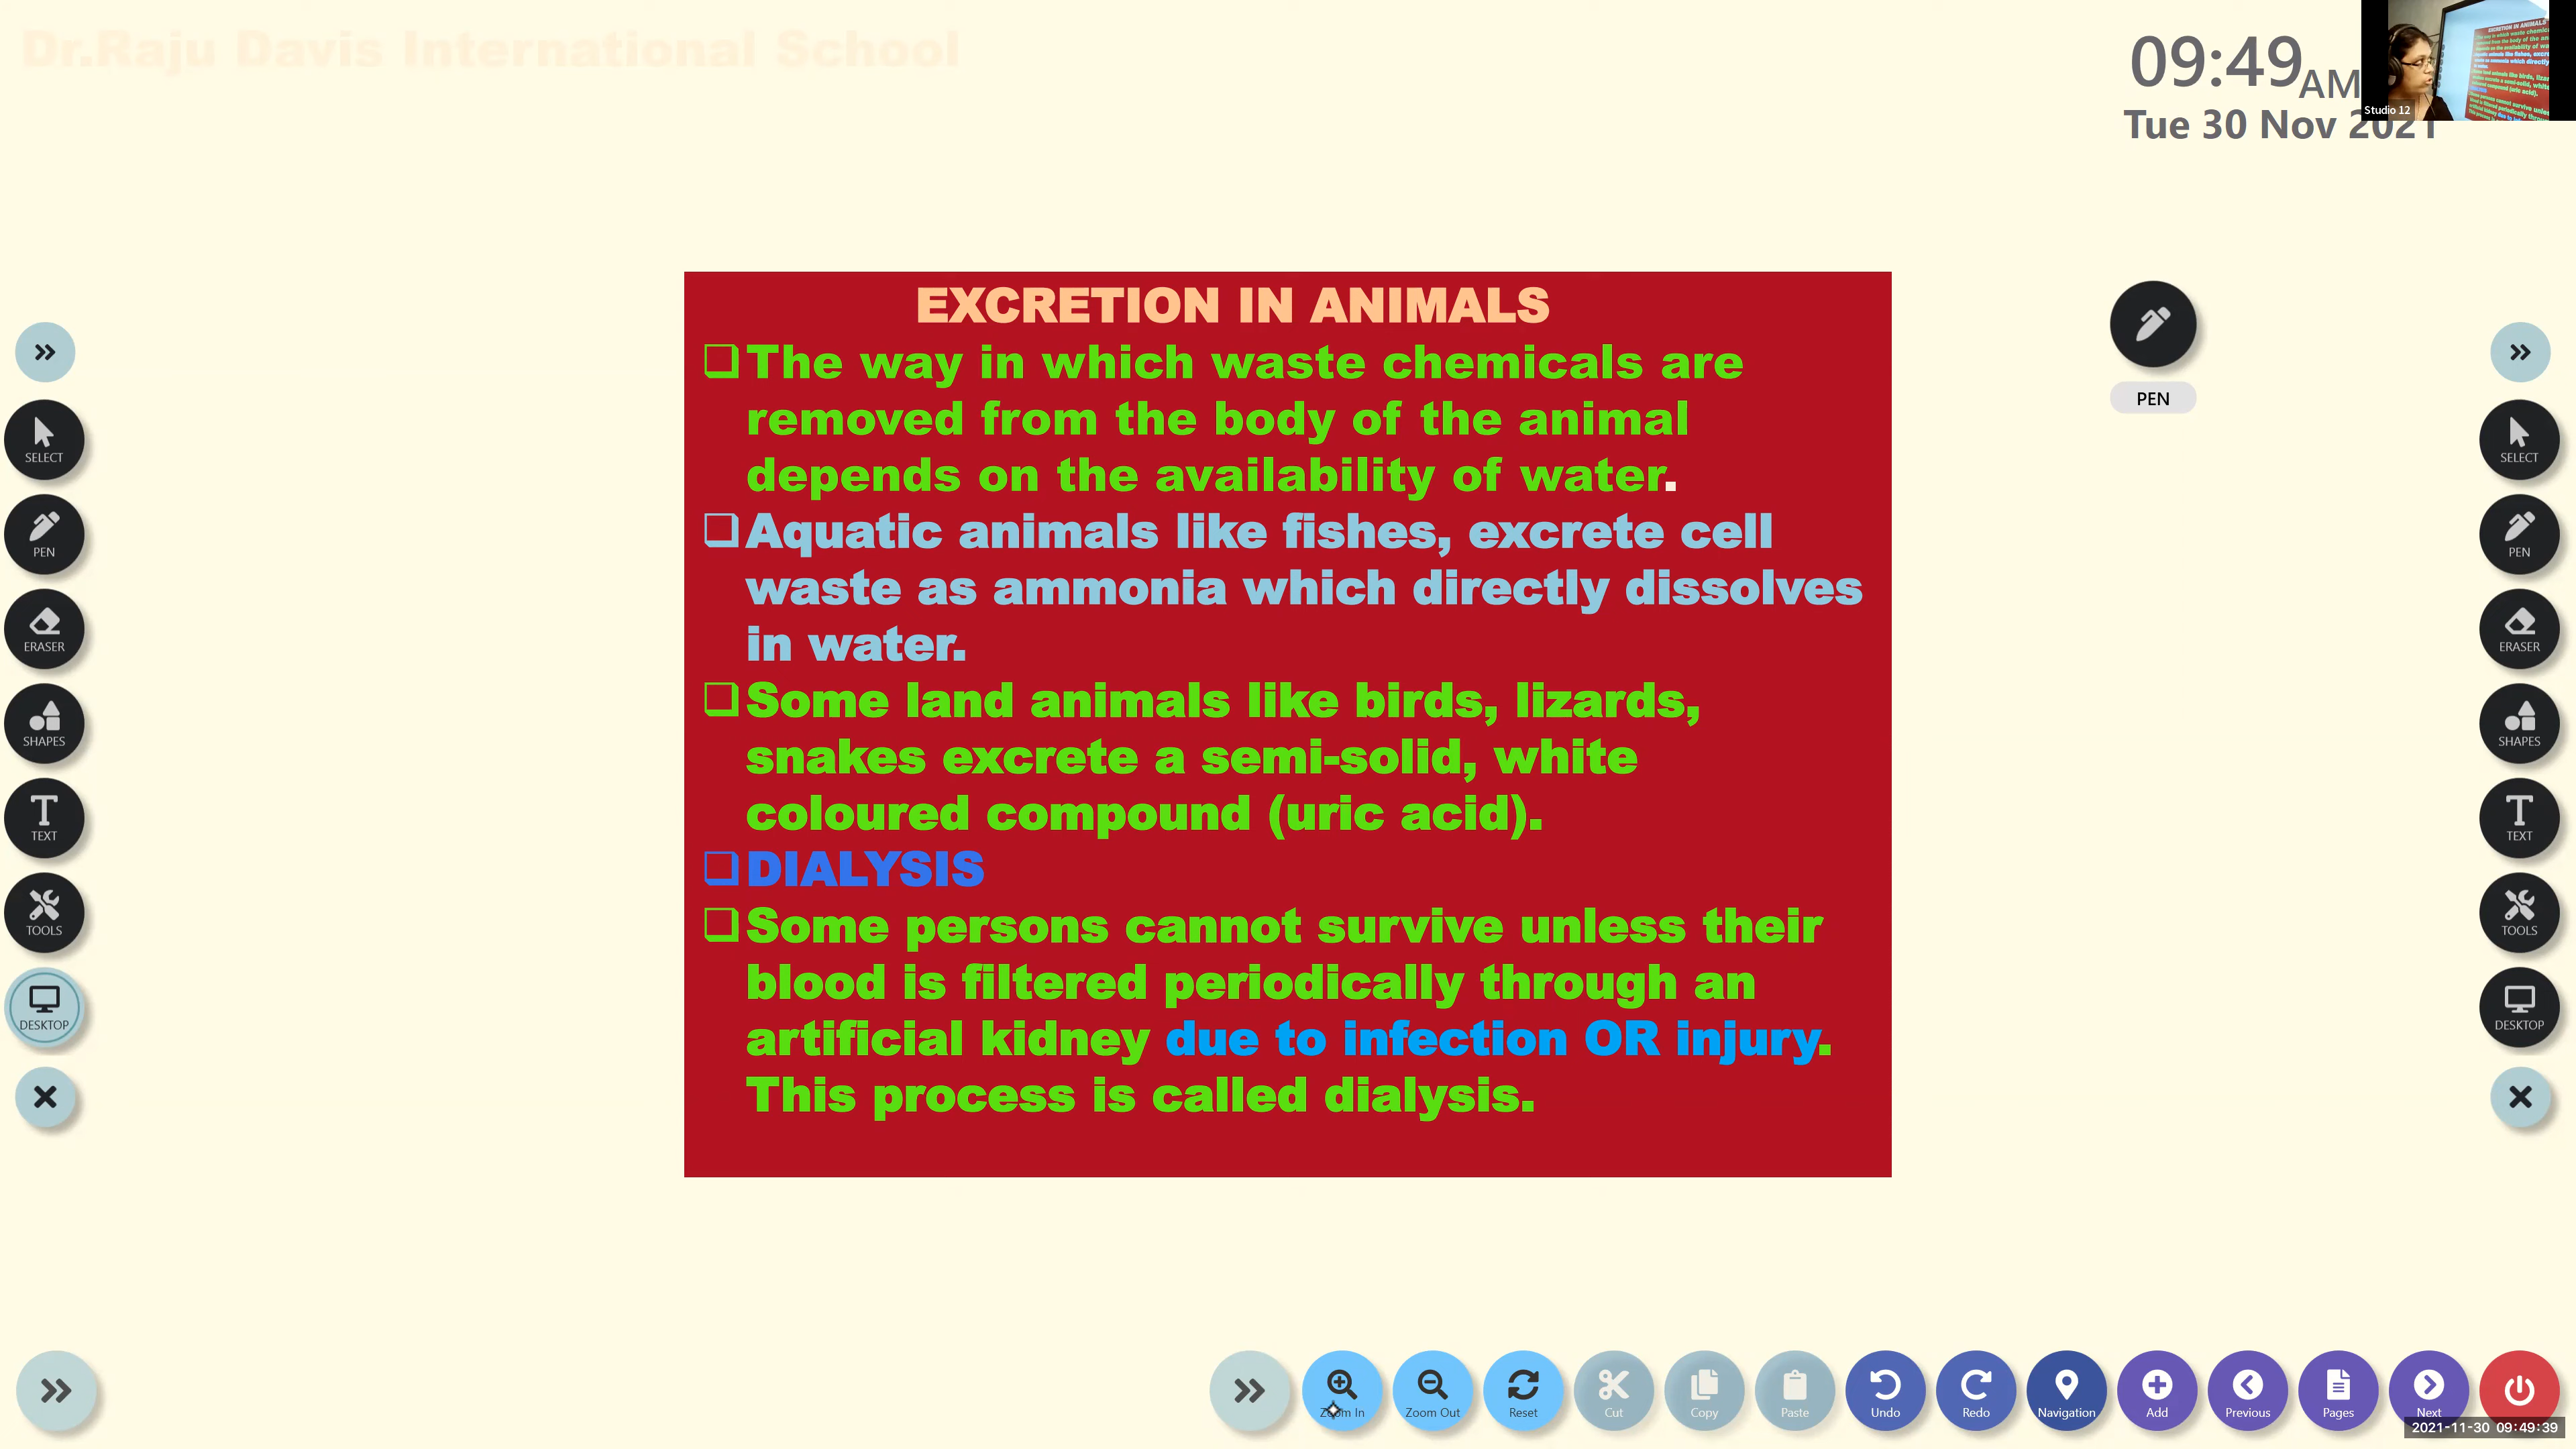 Dr.Raju Davis International School
09:49 AM
Tue 30 Nov 2021
Studio 12
EXCRETION IN ANIMALS
The way in which waste chemicals are
removed from the body of the animal
depends on the availability of water.
Aquatic animals like fishes, excrete cell
waste as ammonia which directly dissolves
in water.
Some land animals like birds, lizards,
snakes excrete a semi-solid, white
coloured compound (uric acid).
DIALYSIS
Some persons cannot survive unless their
blood is filtered periodically through an
artificial kidney due to infection OR injury.
This process is called dialysis.
PEN
SELECT
PEN
ERASER
SHAPES
TEXT
TOOLS
DESKTOP
SELECT
PEN
ERASER
SHAPES
TEXT
TOOLS
DESKTOP
Zoom In
Zoom Out
Reset
Cut
Copy
Paste
Undo
Redo
Navigation
Add
Previous
Pages
Next
2021-11-30 09:49:39